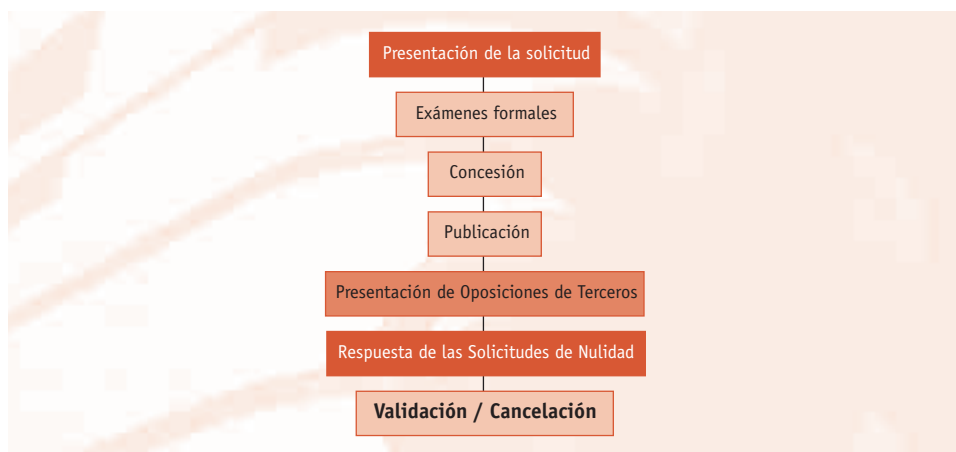 Presentación de la solicitud
Exámenes formales
Concesión
Publicación
Presentación de Oposiciones de Terceros
Respuesta de las Solicitudes de Nulidad
Validación / Cancelación